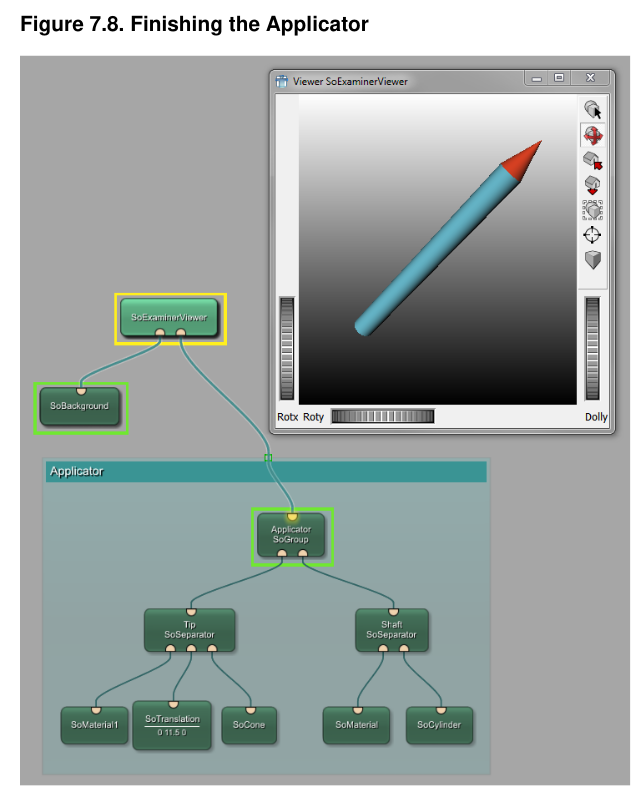 Figure 7.8. Finishing the Applicator
Viewer SoExaminerViewer
SoExaminerViewer
SoBackground
Rotx Roty
Dolly
Applicator
Applicator
SoGroup
Tip
SoSeparator
Shaft
SoSeparator
SoMaterial1
SoTranslation
0 11.5 0
SoCone
SoMaterial
SoCylinder